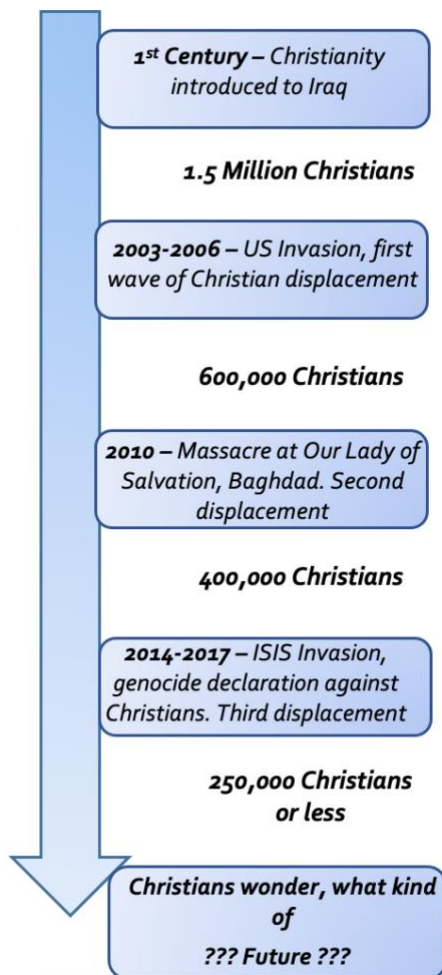 1st Century – Christianity
introduced to Iraq
1.5 Million Christians
2003-2006 – US Invasion, first
wave of Christian displacement
600,000 Christians
2010 – Massacre at Our Lady of
Salvation, Baghdad. Second
displacement
400,000 Christians
2014-2017 – ISIS Invasion,
genocide declaration against
Christians. Third displacement
250,000 Christians
or less
Christians wonder, what kind
of
??? Future ???